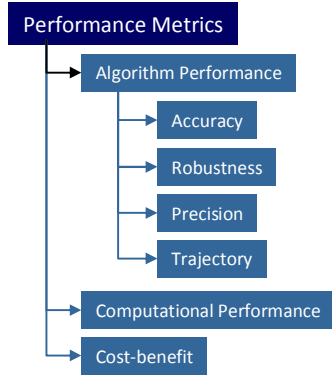 Performance Metrics
Algorithm Performance
Accuracy
Robustness
Precision
Trajectory
Computational Performance
Cost-benefit